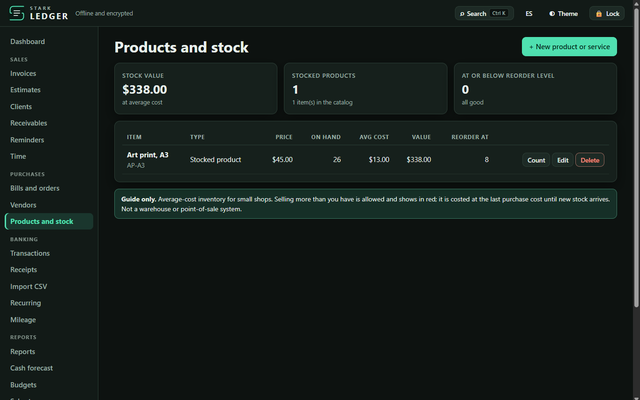 STARK
LEDGER
Offline and encrypted
Search Ctrl K
ES
Theme
Lock
Dashboard
SALES
Invoices
Estimates
Clients
Receivables
Reminders
Time
PURCHASES
Bills and orders
Vendors
Products and stock
BANKING
Transactions
Receipts
Import CSV
Recurring
Mileage
REPORTS
Reports
Cash forecast
Budgets
Products and stock
+ New product or service
STOCK VALUE
$338.00
at average cost
STOCKED PRODUCTS
1
1 item(s) in the catalog
AT OR BELOW REORDER LEVEL
0
all good
ITEM TYPE PRICE ON HAND AVG COST VALUE REORDER AT
Art print, A3 Stocked product $45.00 26 $13.00 $338.00 8 Count Edit Delete
AP-A3
Guide only. Average-cost inventory for small shops. Selling more than you have is allowed and shows in red; it is costed at the last purchase cost until new stock arrives.
Not a warehouse or point-of-sale system.